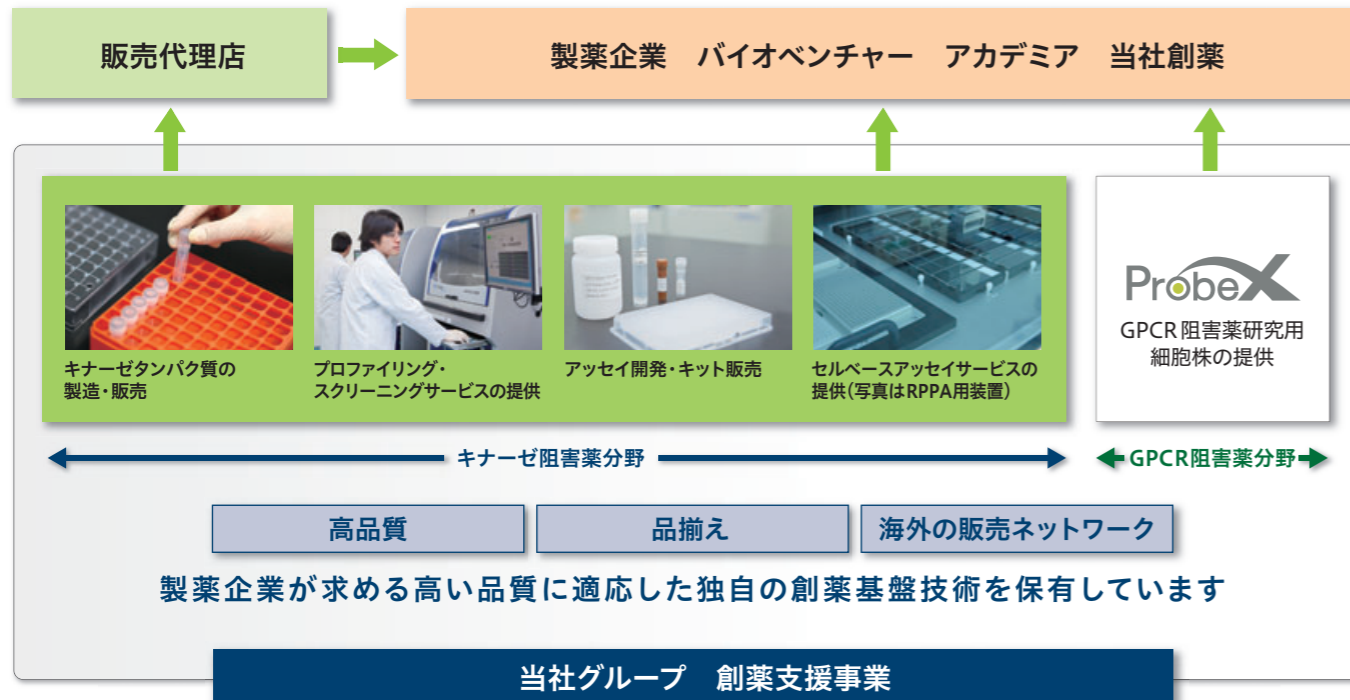 販売代理店
製薬企業　バイオベンチャー　アカデミア　当社創薬
キナーゼタンパク質の
製造・販売
プロファイリング・
スクリーニングサービスの提供
アッセイ開発・キット販売
セルベースアッセイサービスの
提供(写真はRPPA用装置)
ProbeX
GPCR阻害薬研究用
細胞株の提供
キナーゼ阻害薬分野
GPCR阻害薬分野
高品質
品揃え
海外の販売ネットワーク
製薬企業が求める高い品質に適応した独自の創薬基盤技術を保有しています
当社グループ　創薬支援事業